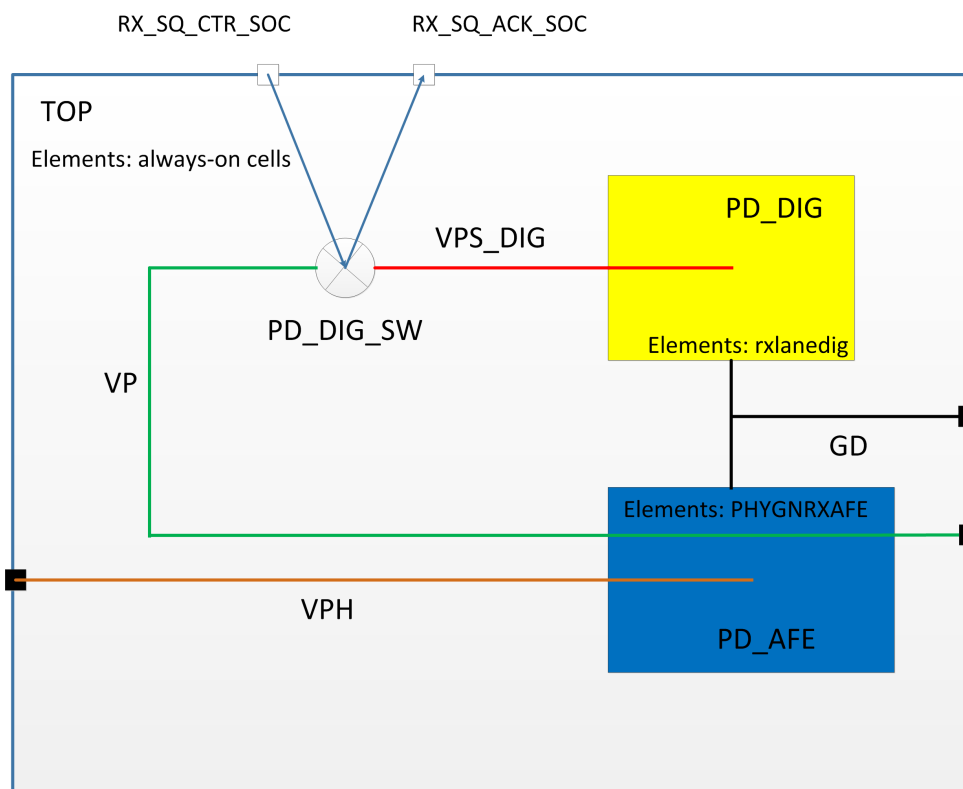 RX_SQ_CTR_SOC
RX_SQ_ACK_SOC
TOP
Elements: always-on cells
PD_DIG
VPS_DIG
PD_DIG_SW
Elements: rxlanedig
VP
GD
Elements: PHYGNRXAFE
VPH
PD_AFE